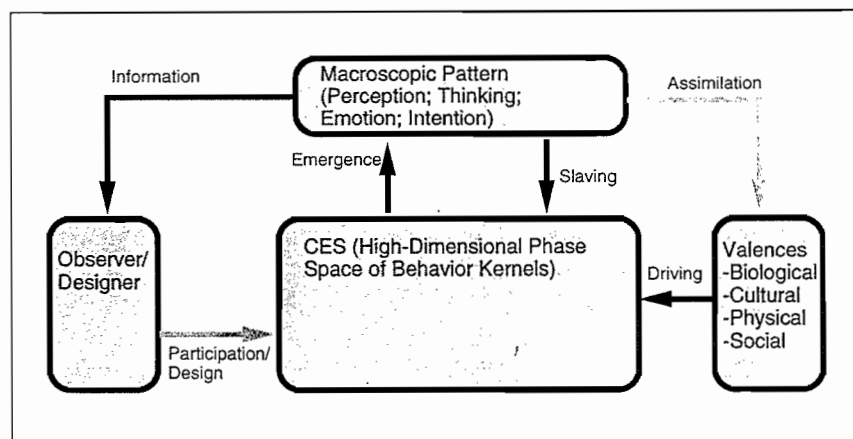 Information
Macroscopic Pattern
(Perception; Thinking;
Emotion; Intention)
Assimilation
Emergence
Slaving
Observer/
Designer
CES (High-Dimensional Phase
Space of Behavior Kernels)
Driving
Valences
-Biological
-Cultural
-Physical
-Social
Participation/
Design